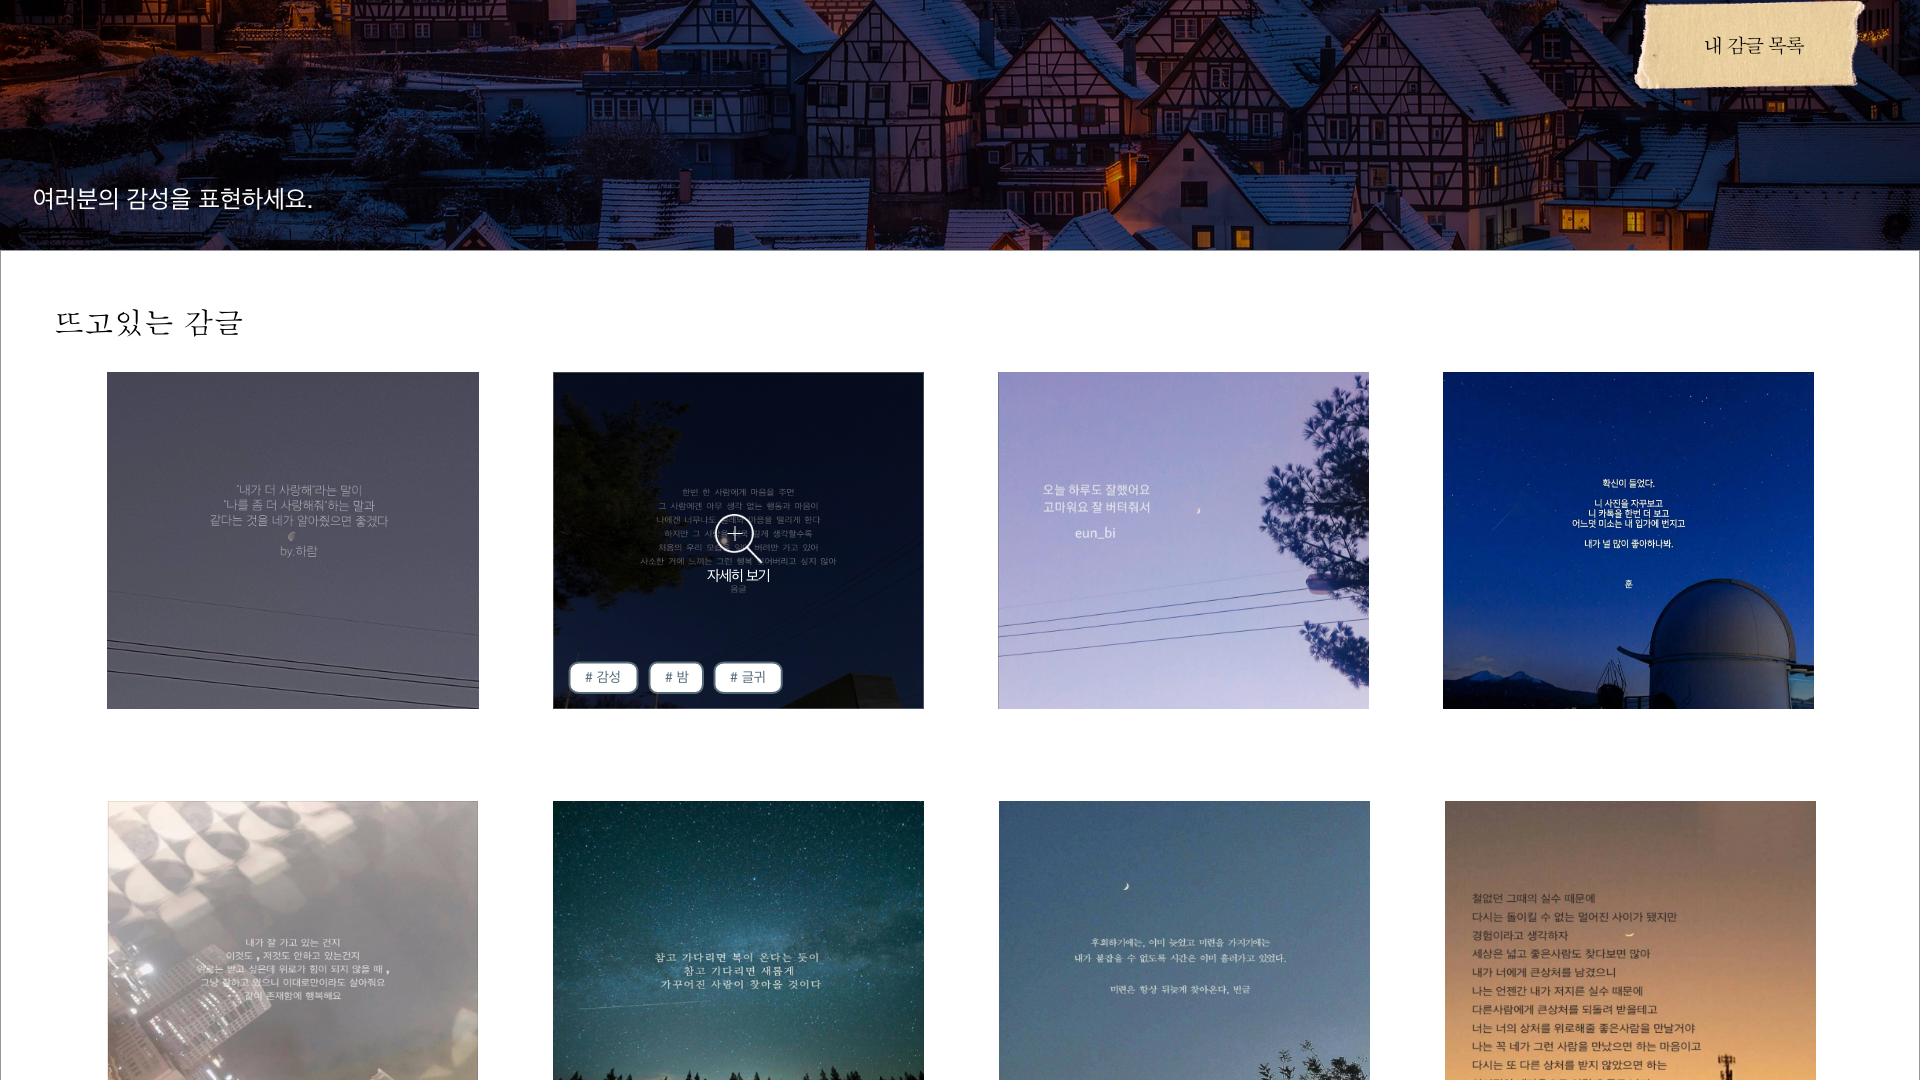 내 감글 목록
여러분의 감성을 표현하세요.
뜨고있는 감글
"내가 더 사랑해"라는 말이
"나를 좀 더 사랑해줘"하는 말과
같다는 것을 네가 알아줬으면 좋겠다
by.하람
한번 한 사람에게 마음을 주면
그 사람에겐 아무 생각 없는 행동과 마음이
나에겐 너무나도 마음을 떨리게 한다
하지만 그 사람을 깊게 생각할수록
처음의 우리 모습을 버려만 가고 있어
사소한 거에 느끼는 그런 행복 잃어버리고 싶지 않아
자세히 보기
몸글
# 감성
# 밤
# 글귀
오늘 하루도 잘했어요
고마워요 잘 버텨줘서
eun_bi
확신이 들었다.
니 사진을 자꾸보고
니 카톡을 한번 더 보고
어느덧 미소는 내 입가에 번지고
내가 널 많이 좋아하나봐.
훈
내가 잘 가고 있는 건지
이것도 , 저것도 안하고 있는건지
위로는 받고 싶은데 위로가 힘이 되지 않을 때 ,
그냥 잘하고 있으니 이대로만이라도 살아줘요
같이 존재함에 행복해요
참고 기다리면 복이 온다는 듯이
참고 기다리면 새롭게
가꾸어진 사랑이 찾아올 것이다
후회하기에는, 이미 늦었고 미련을 가지기에는
내가 붙잡을 수 없도록 시간은 이미 흘러가고 있었다.
미련은 항상 뒤늦게 찾아온다, 빈글
철없던 그때의 실수 때문에
다시는 돌이킬 수 없는 멀어진 사이가 됐지만
경험이라고 생각하자
세상은 넓고 좋은사람도 찾다보면 많아
내가 너에게 큰상처를 남겼으니
나는 언젠간 내가 저지른 실수 때문에
다른사람에게 큰상처를 되돌려 받을테고
너는 너의 상처를 위로해줄 좋은사람을 만날거야
나는 꼭 네가 그런 사람을 만났으면 하는 마음이고
다시는 또 다른 상처를 받지 않았으면 하는